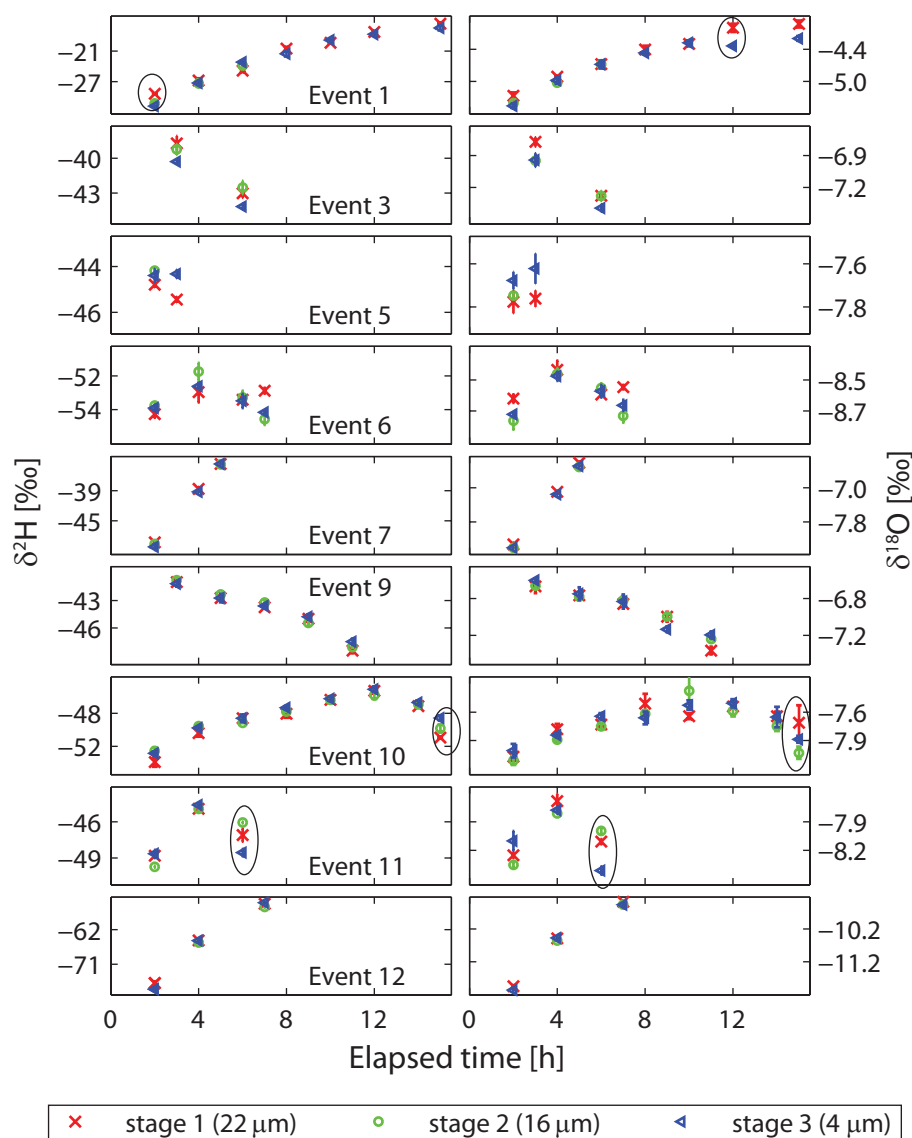 −21
−27
Event 1
−4.4
−5.0
−40
−43
Event 3
−6.9
−7.2
−44
−46
Event 5
−7.6
−7.8
−52
−54
Event 6
−8.5
−8.7
−39
−45
Event 7
−7.0
−7.8
−43
−46
Event 9
−6.8
−7.2
−48
−52
Event 10
−7.6
−7.9
−46
−49
Event 11
−7.9
−8.2
−62
−71
Event 12
−10.2
−11.2
δ²H [‰]
δ¹⁸O [‰]
0 4 8 12
0 4 8 12
Elapsed time [h]
stage 1 (22 µm) stage 2 (16 µm) stage 3 (4 µm)